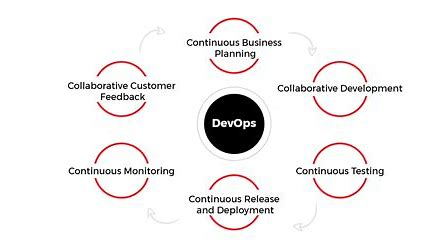 Continuous Business
Planning
Collaborative Customer
Feedback
Collaborative Development
DevOps
Continuous Monitoring
Continuous Testing
Continuous Release
and Deployment